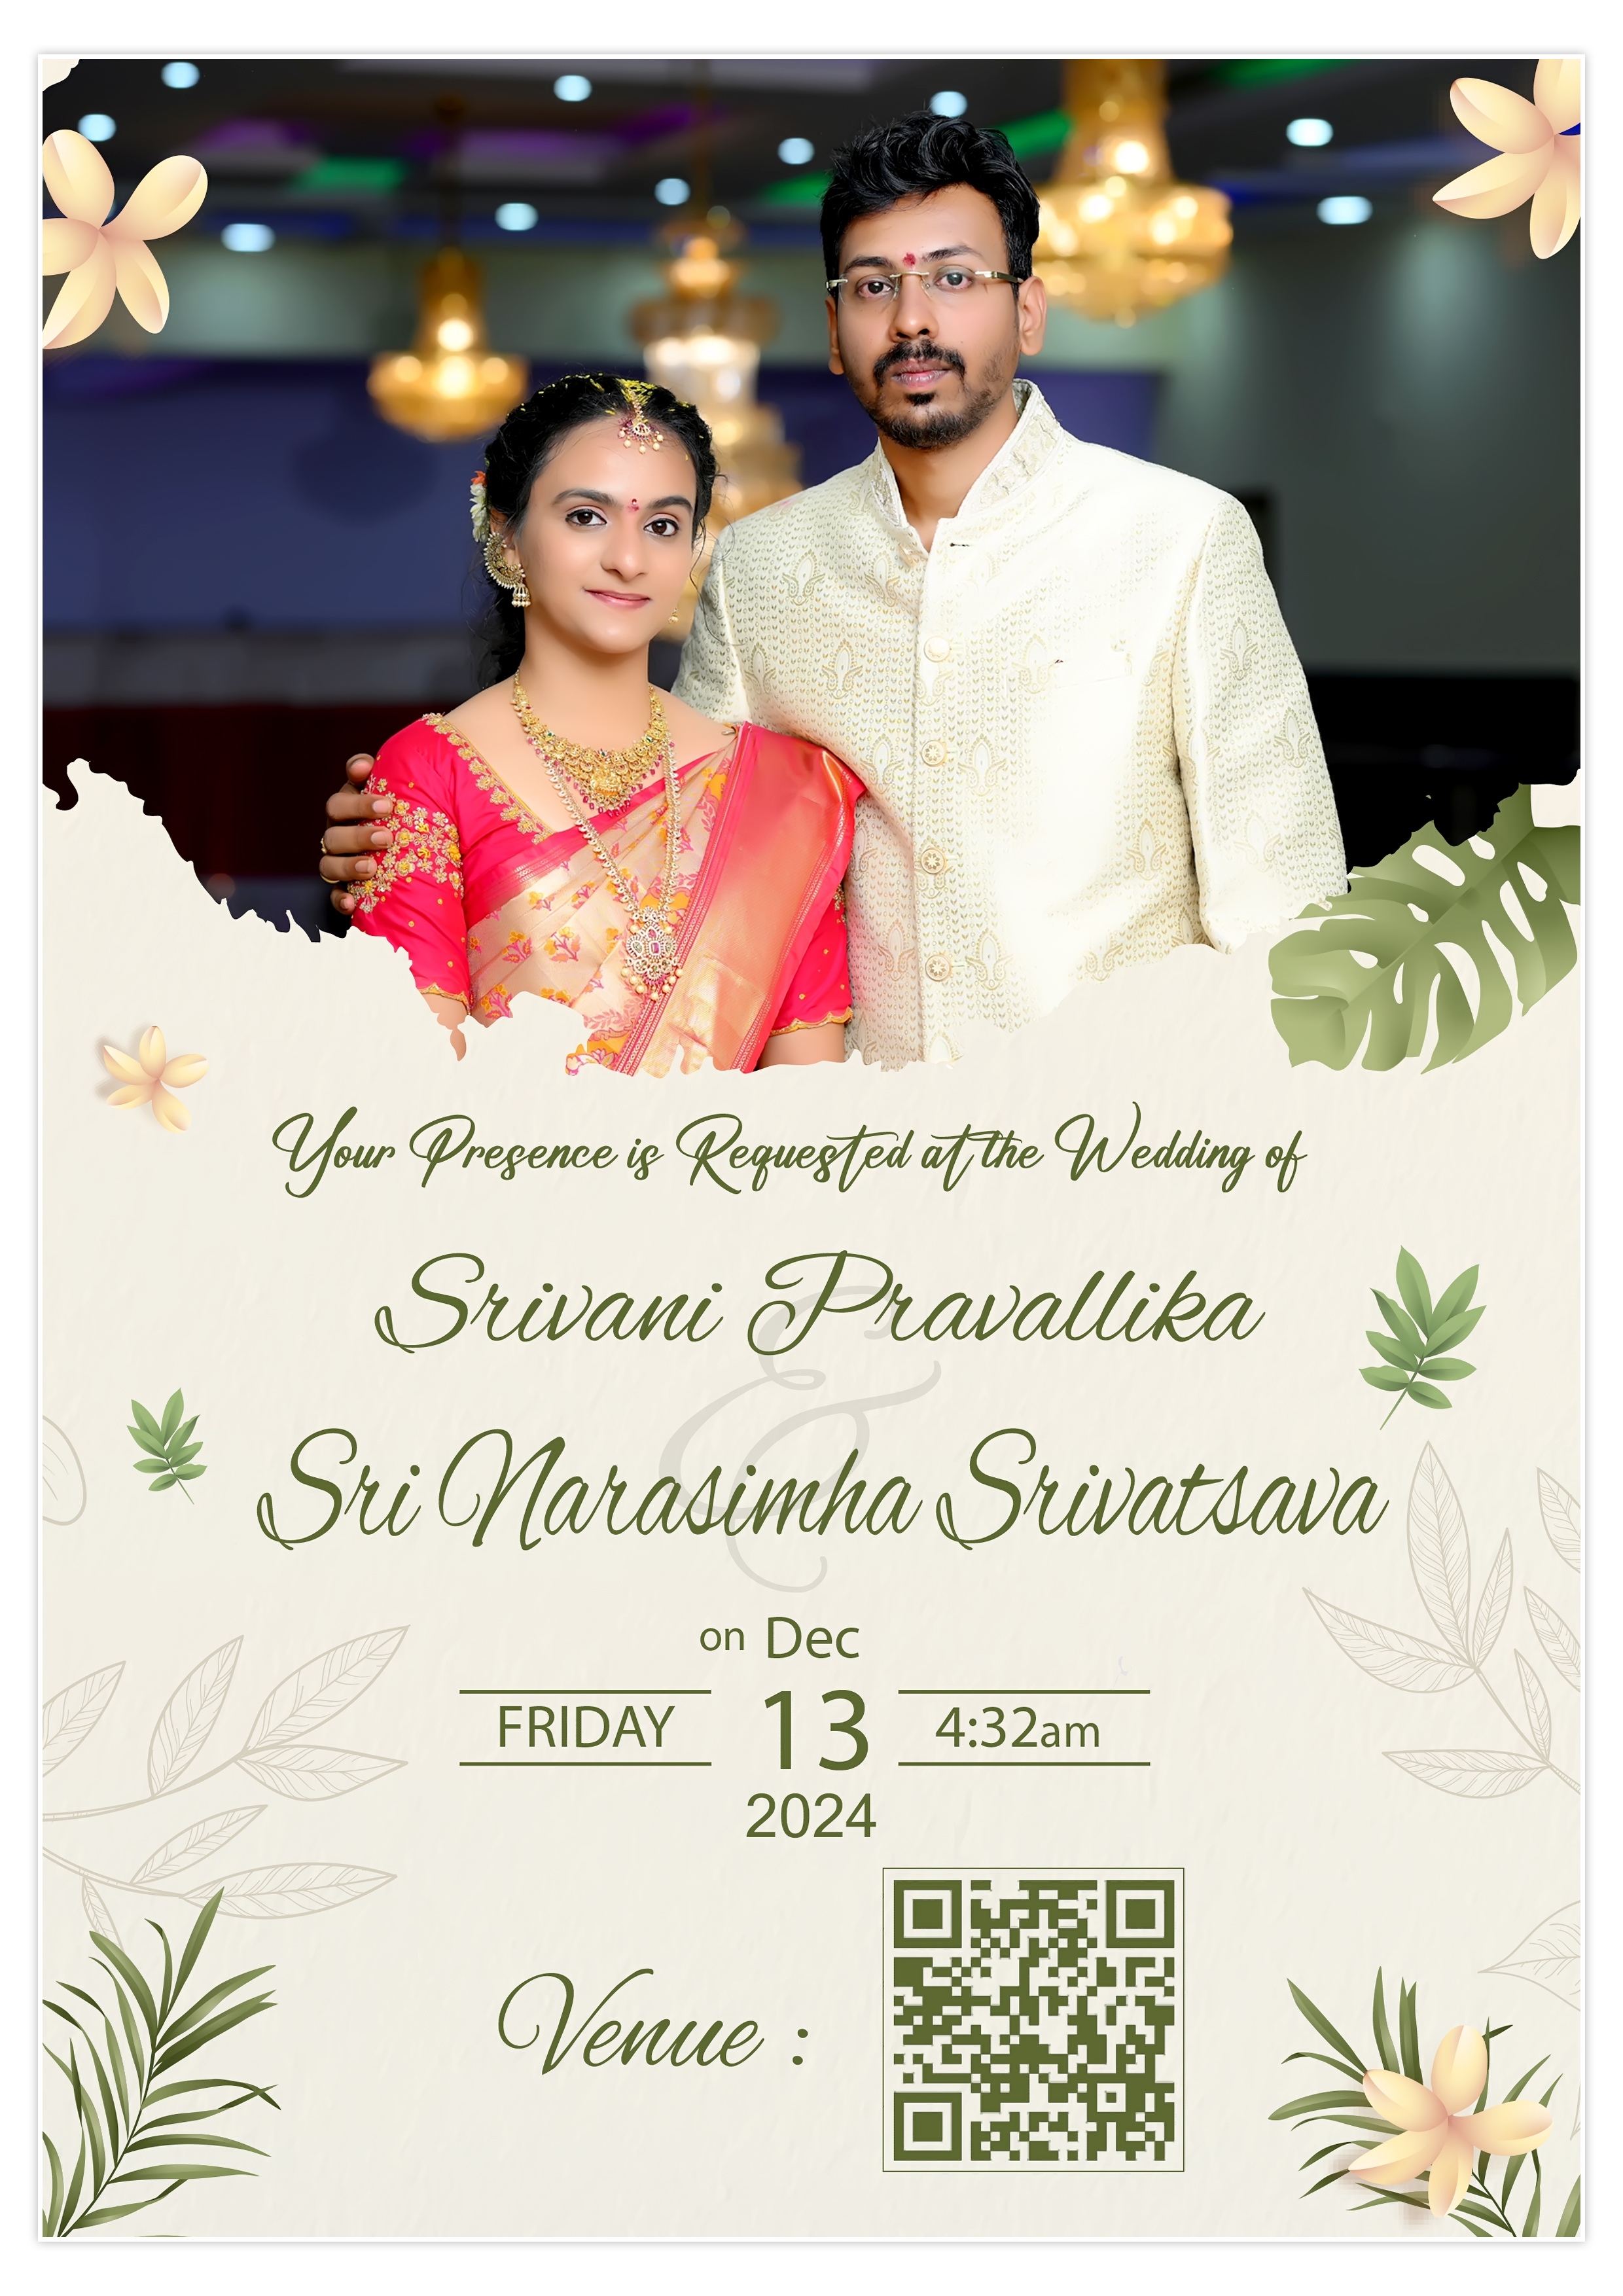 Your Presence is Requested at the Wedding of
Srivani Pravallika
&
Sri Narasimha Srivatsava
on Dec
FRIDAY 13 4:32am
2024
Venue :